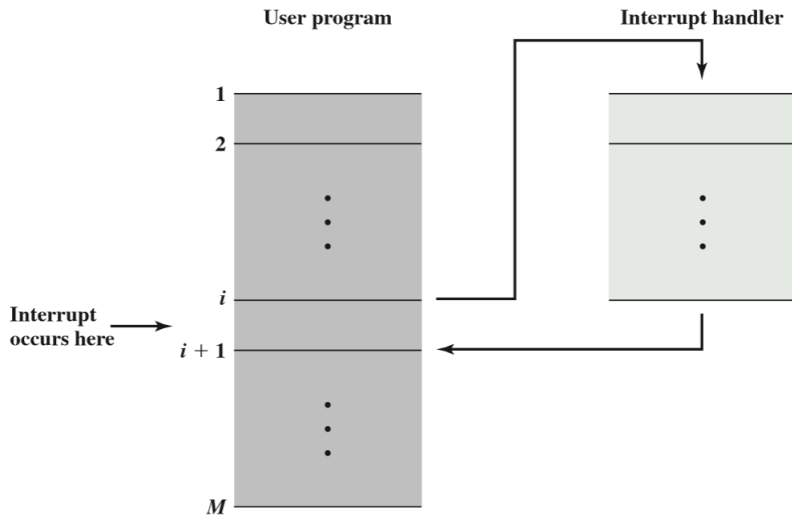 User program
Interrupt handler
1
2
i
Interrupt
occurs here
i + 1
M